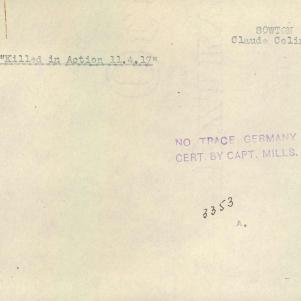 SOWTON
Claude Colin
"Killed in Action 11.4.17"
NO TRACE GERMANY
CERT. BY CAPT. MILLS.
3353
A.